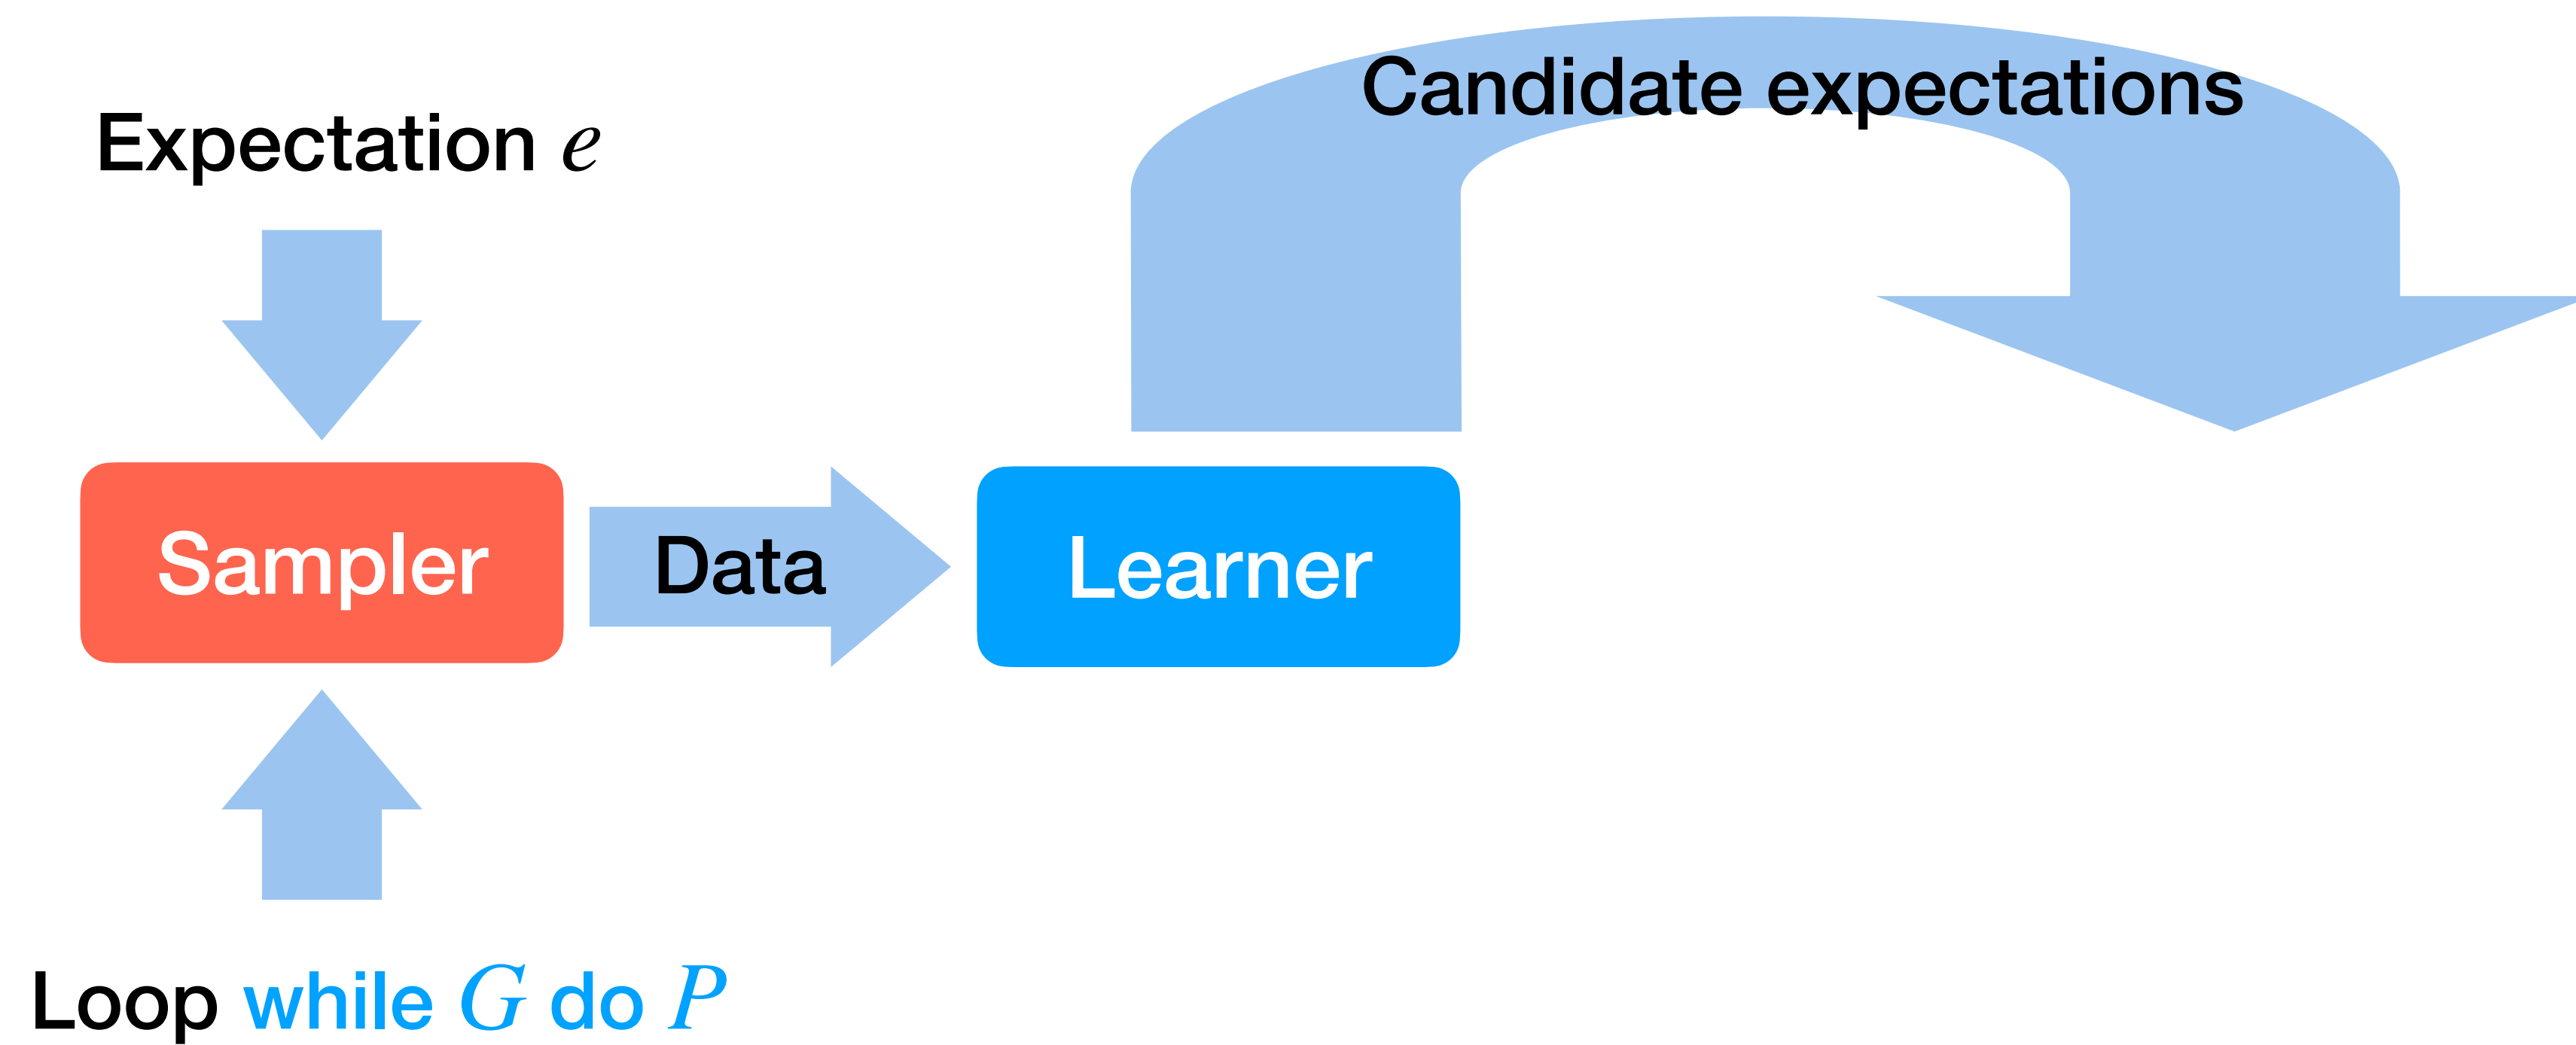 Candidate expectations
Expectation e
Sampler
Data
Learner
Loop while G do P